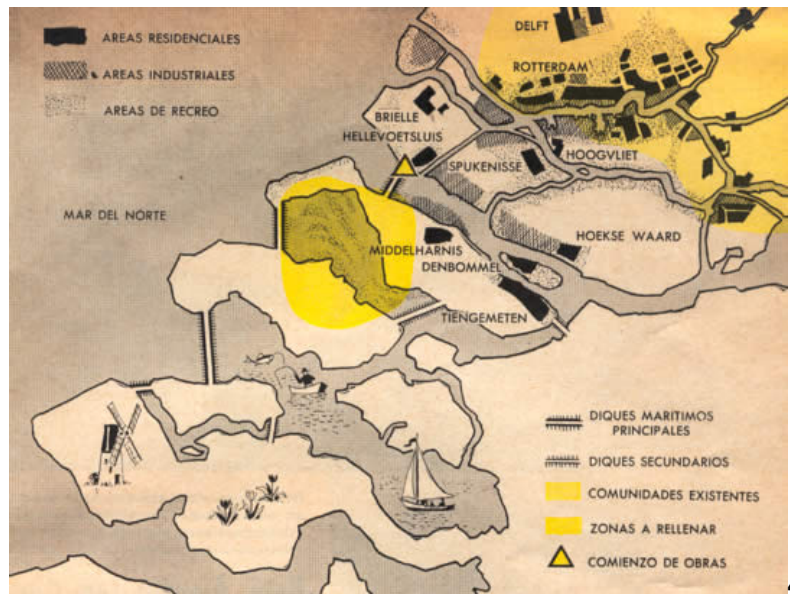 AREAS RESIDENCIALES
AREAS INDUSTRIALES
AREAS DE RECREO
DELFT
ROTTERDAM
BRIELLE
HELLEVOETSLUIS
SPUKENISSE
HOOGVLIET
MAR DEL NORTE
HOEKSE WAARD
MIDDELHARNIS
DENBOMMEL
TIENGEMETEN
DIQUES MARITIMOS
PRINCIPALES
DIQUES SECUNDARIOS
COMUNIDADES EXISTENTES
ZONAS A RELLENAR
COMIENZO DE OBRAS